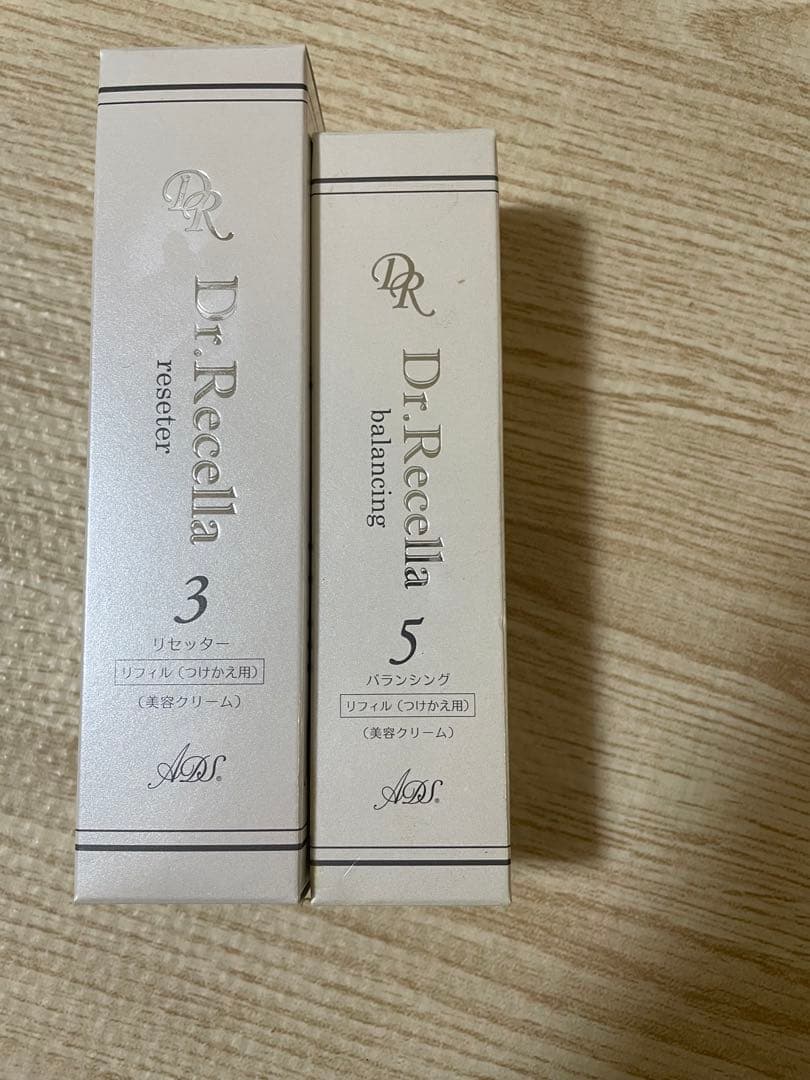 DR
Dr.Recella
reseter
3
リセッター
リフィル（つけかえ用）
（美容クリーム）
ADS®
DR
Dr.Recella
balancing
5
バランシング
リフィル（つけかえ用）
（美容クリーム）
ADS®